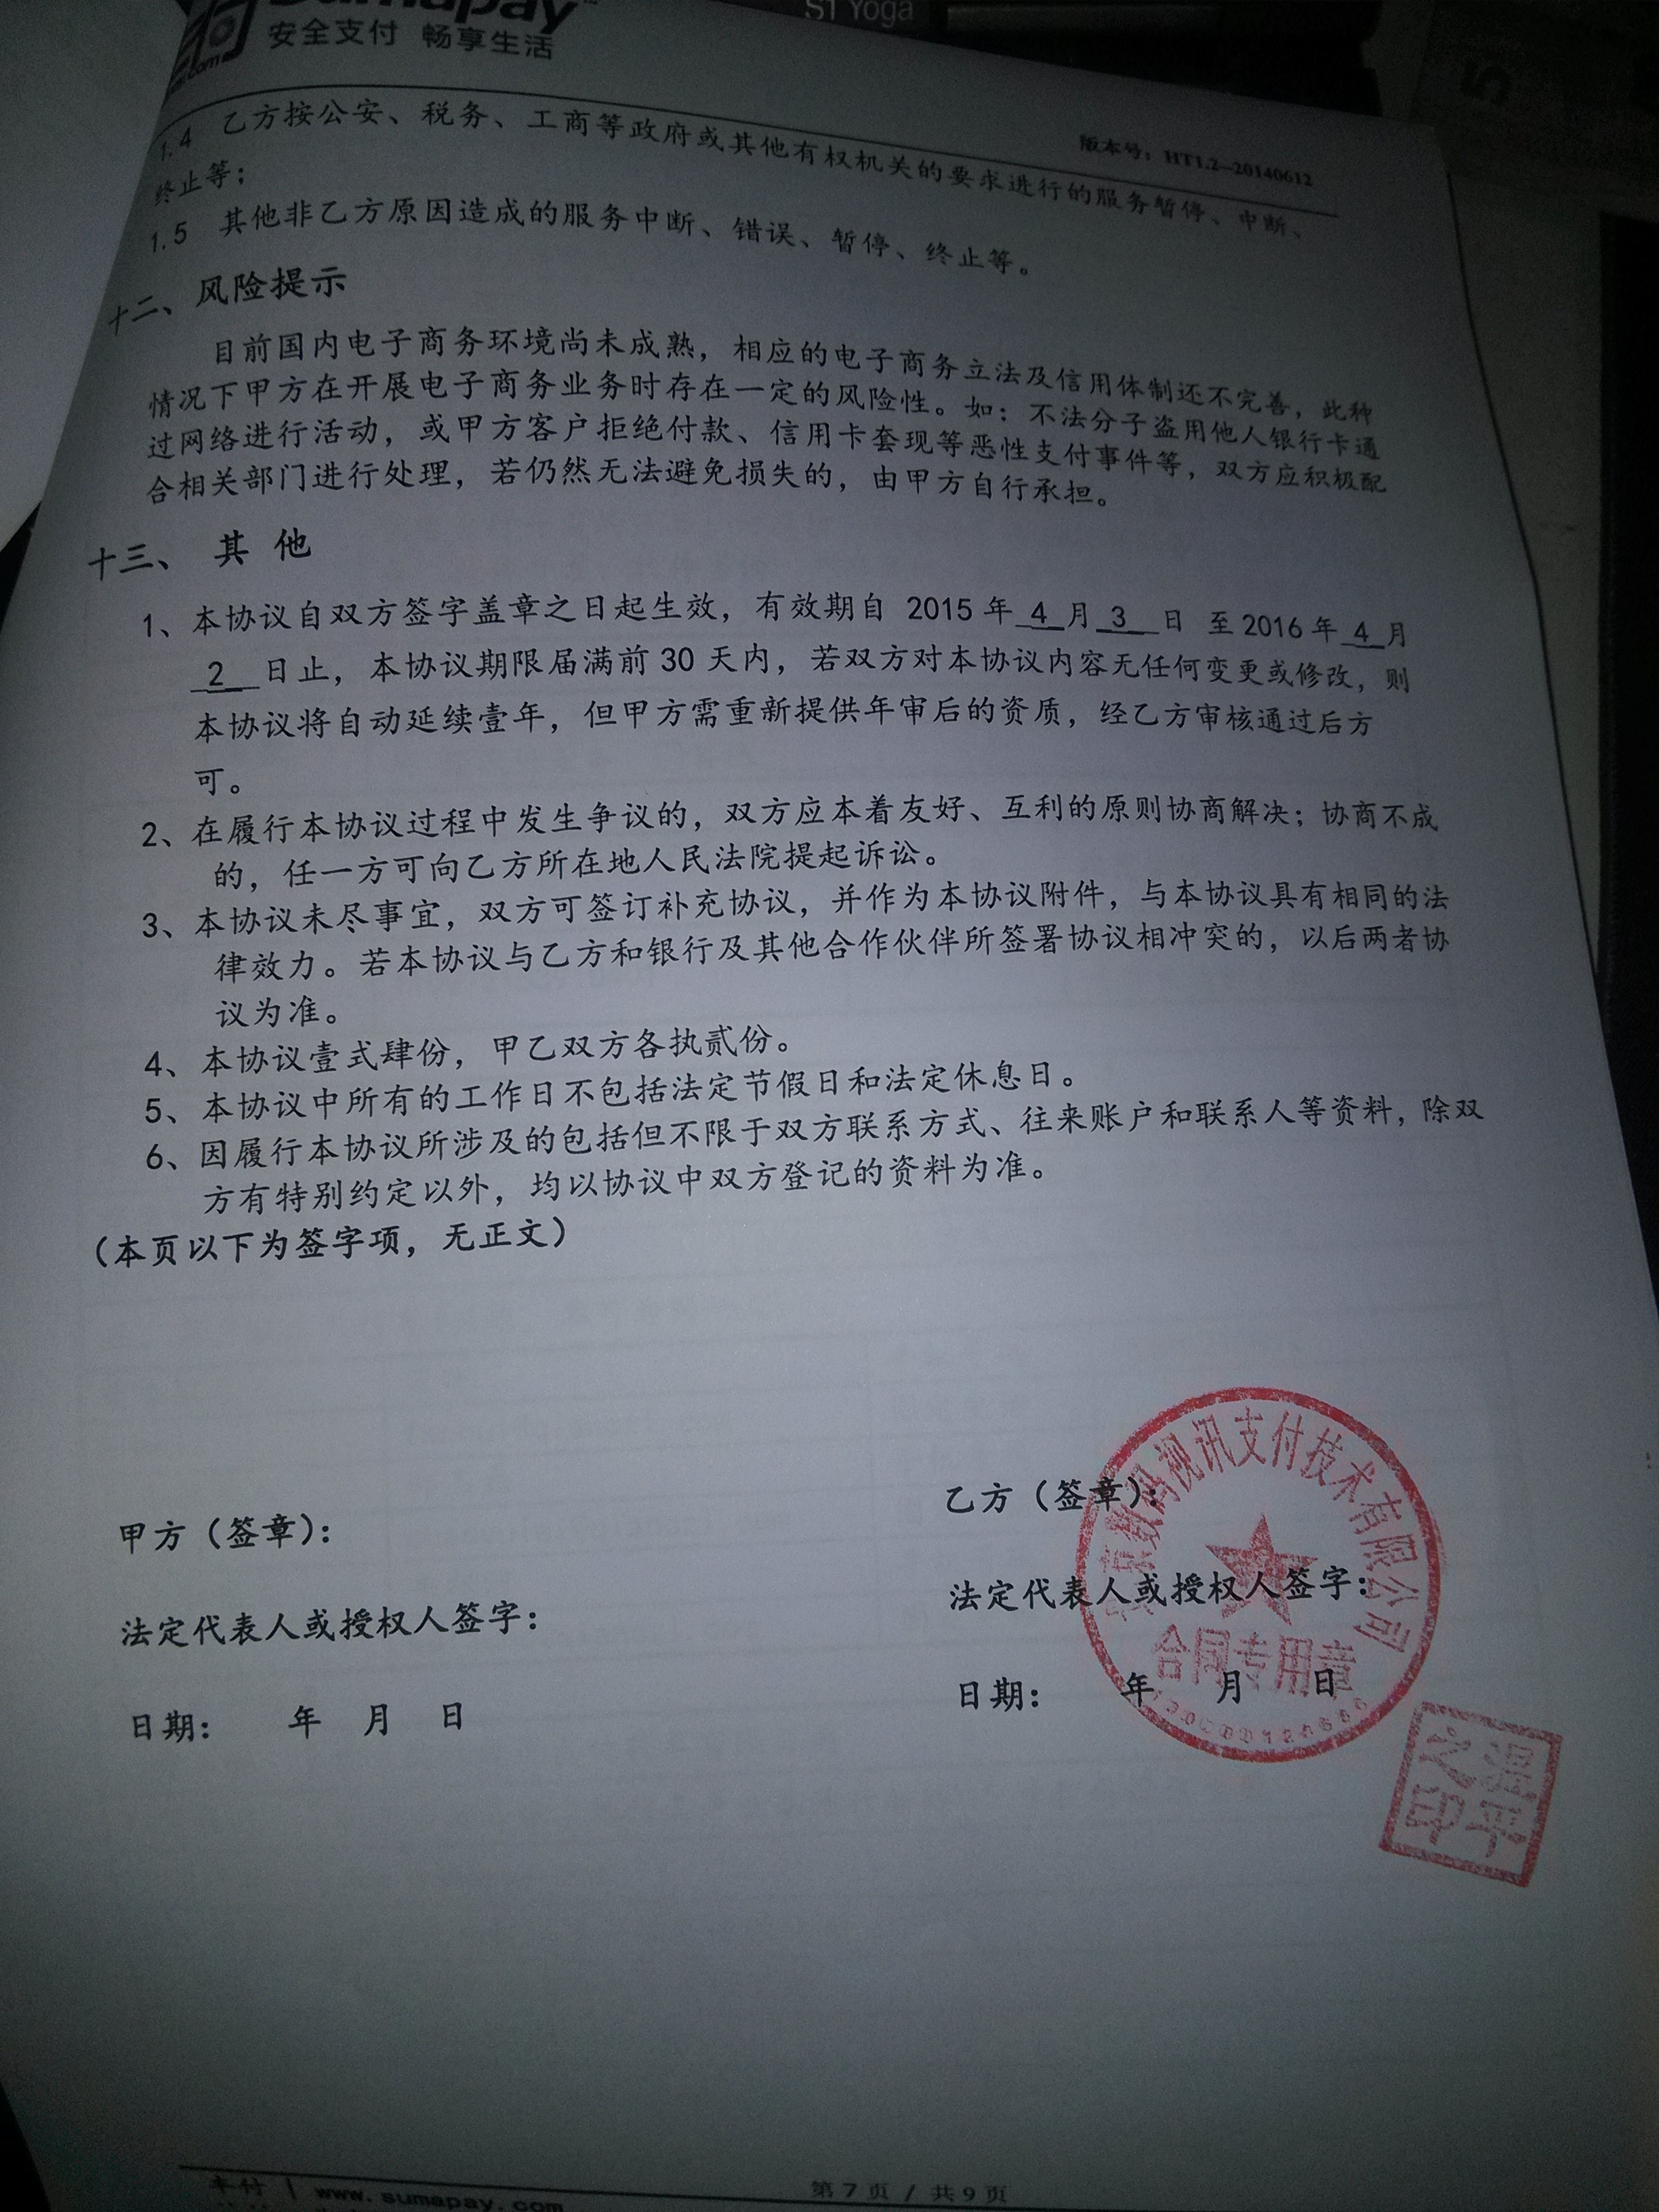 S1 Yoga
Sumapay
安全支付 畅享生活
版本号：HT1.2-20140612
1.4 乙方按公安、税务、工商等政府或其他有权机关的要求进行的服务暂停、中断、
终止等；
1.5 其他非乙方原因造成的服务中断、错误、暂停、终止等。
十二、风险提示
目前国内电子商务环境尚未成熟，相应的电子商务立法及信用体制还不完善，此种
情况下甲方在开展电子商务业务时存在一定的风险性。如：不法分子盗用他人银行卡通
过网络进行活动，或甲方客户拒绝付款、信用卡套现等恶性支付事件等，双方应积极配
合相关部门进行处理，若仍然无法避免损失的，由甲方自行承担。
十三、 其 他
1、本协议自双方签字盖章之日起生效，有效期自 2015 年 4 月 3 日 至 2016 年 4 月
2 日止，本协议期限届满前 30 天内，若双方对本协议内容无任何变更或修改，则
本协议将自动延续壹年，但甲方需重新提供年审后的资质，经乙方审核通过后方
可。
2、在履行本协议过程中发生争议的，双方应本着友好、互利的原则协商解决；协商不成
的，任一方可向乙方所在地人民法院提起诉讼。
3、本协议未尽事宜，双方可签订补充协议，并作为本协议附件，与本协议具有相同的法
律效力。若本协议与乙方和银行及其他合作伙伴所签署协议相冲突的，以后两者协
议为准。
4、本协议壹式肆份，甲乙双方各执贰份。
5、本协议中所有的工作日不包括法定节假日和法定休息日。
6、因履行本协议所涉及的包括但不限于双方联系方式、往来账户和联系人等资料，除双
方有特别约定以外，均以协议中双方登记的资料为准。
（本页以下为签字项，无正文）
甲方（签章）：
法定代表人或授权人签字：
日期： 年 月 日
乙方（签章）：
法定代表人或授权人签字：
日期： 年 月 日
北京数码视讯支付技术有限公司
合同专用章
温平
之印
丰付 | www.sumapay.com
第 7 页 / 共 9 页